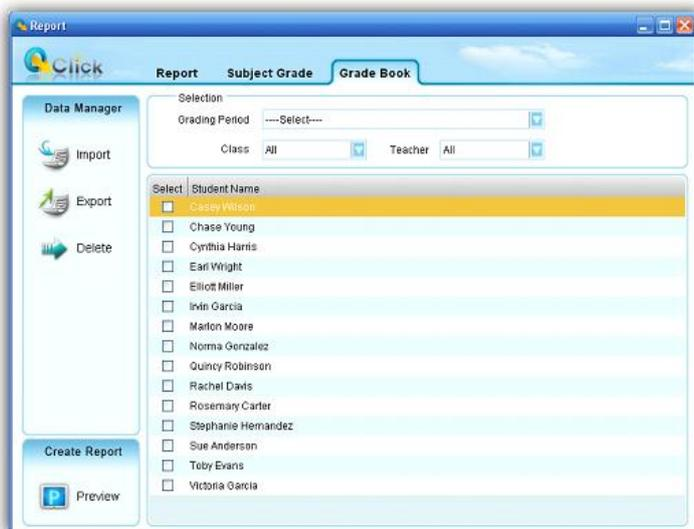 Report
QClick
Report Subject Grade Grade Book
Data Manager
Import
Export
Delete
Selection
Grading Period ----Select----
Class All Teacher All
Select Student Name
Casey Wilson
Chase Young
Cynthia Harris
Earl Wright
Elliott Miller
Irvin Garcia
Marlon Moore
Norma Gonzalez
Quincy Robinson
Rachel Davis
Rosemary Carter
Stephanie Hernandez
Sue Anderson
Toby Evans
Victoria Garcia
Create Report
P Preview